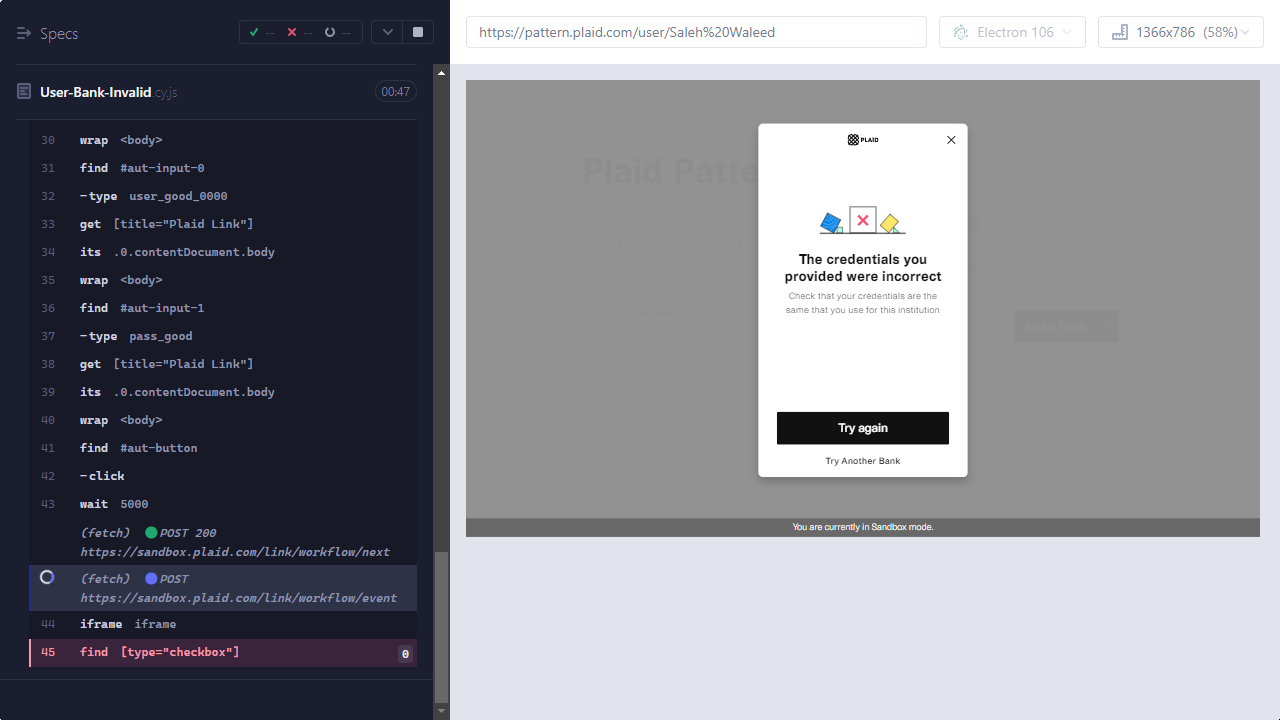 Specs
--
--
--
User-Bank-Invalid.cy.js
00:47
30 wrap <body>
31 find #aut-input-0
32 -type user_good_0000
33 get [title="Plaid Link"]
34 its .0.contentDocument.body
35 wrap <body>
36 find #aut-input-1
37 -type pass_good
38 get [title="Plaid Link"]
39 its .0.contentDocument.body
40 wrap <body>
41 find #aut-button
42 -click
43 wait 5000
(fetch) POST 200
https://sandbox.plaid.com/link/workflow/next
(fetch) POST
https://sandbox.plaid.com/link/workflow/event
44 iframe iframe
45 find [type="checkbox"] 0
https://pattern.plaid.com/user/Saleh%20Waleed
Electron 106
1366x786 (58%)
Plaid Patte
Add a bank
PLAID
The credentials you
provided were incorrect
Check that your credentials are the
same that you use for this institution
Try again
Try Another Bank
You are currently in Sandbox mode.